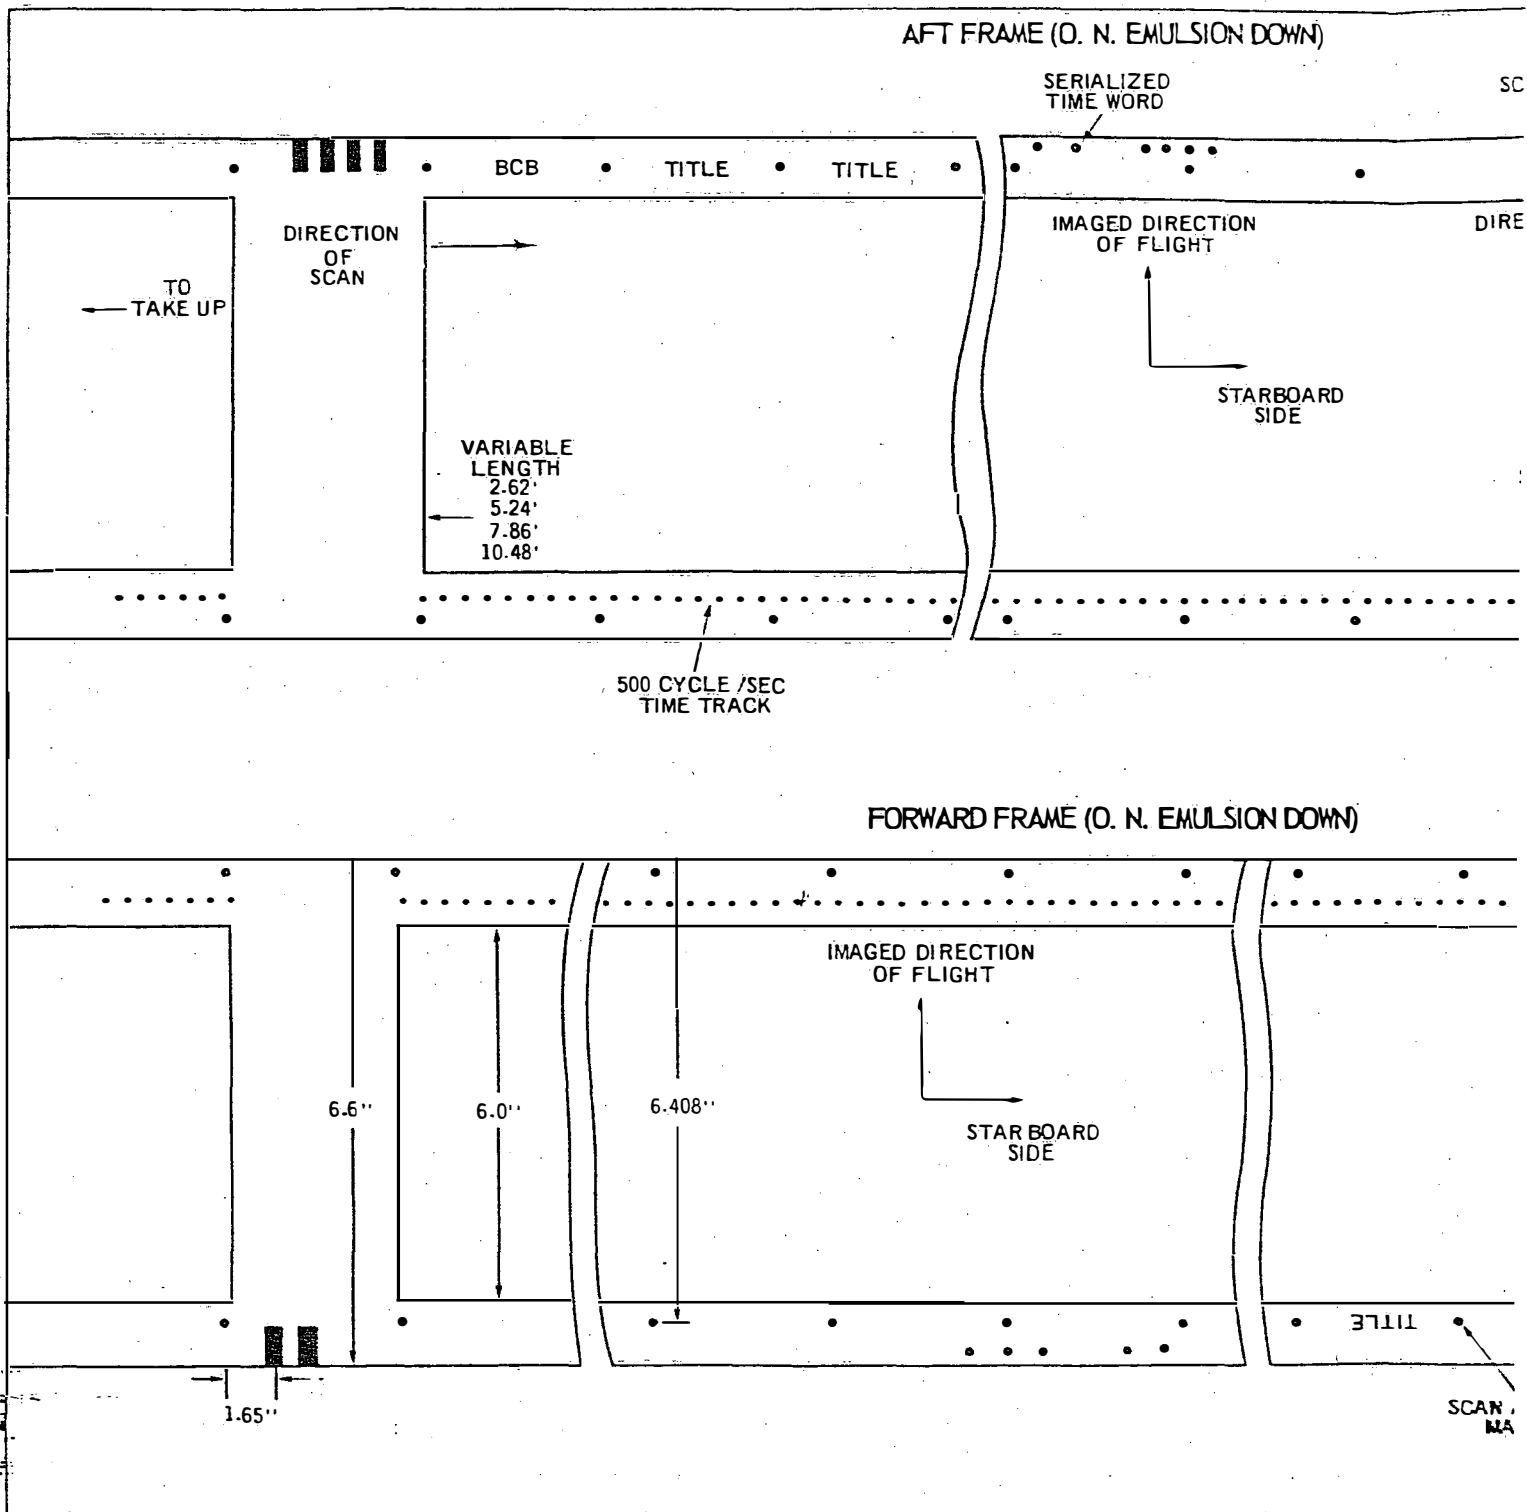 AFT FRAME (O. N. EMULSION DOWN)
SERIALIZED
TIME WORD
SC
BCB
TITLE
TITLE
DIRECTION
OF
SCAN
IMAGED DIRECTION
OF FLIGHT
DIRE
TO
TAKE UP
STARBOARD
SIDE
VARIABLE
LENGTH
2.62'
5.24'
7.86'
10.48'
500 CYCLE/SEC
TIME TRACK
FORWARD FRAME (O. N. EMULSION DOWN)
IMAGED DIRECTION
OF FLIGHT
6.6''
6.0''
6.408''
STARBOARD
SIDE
TITLE
1.65''
SCAN
MA